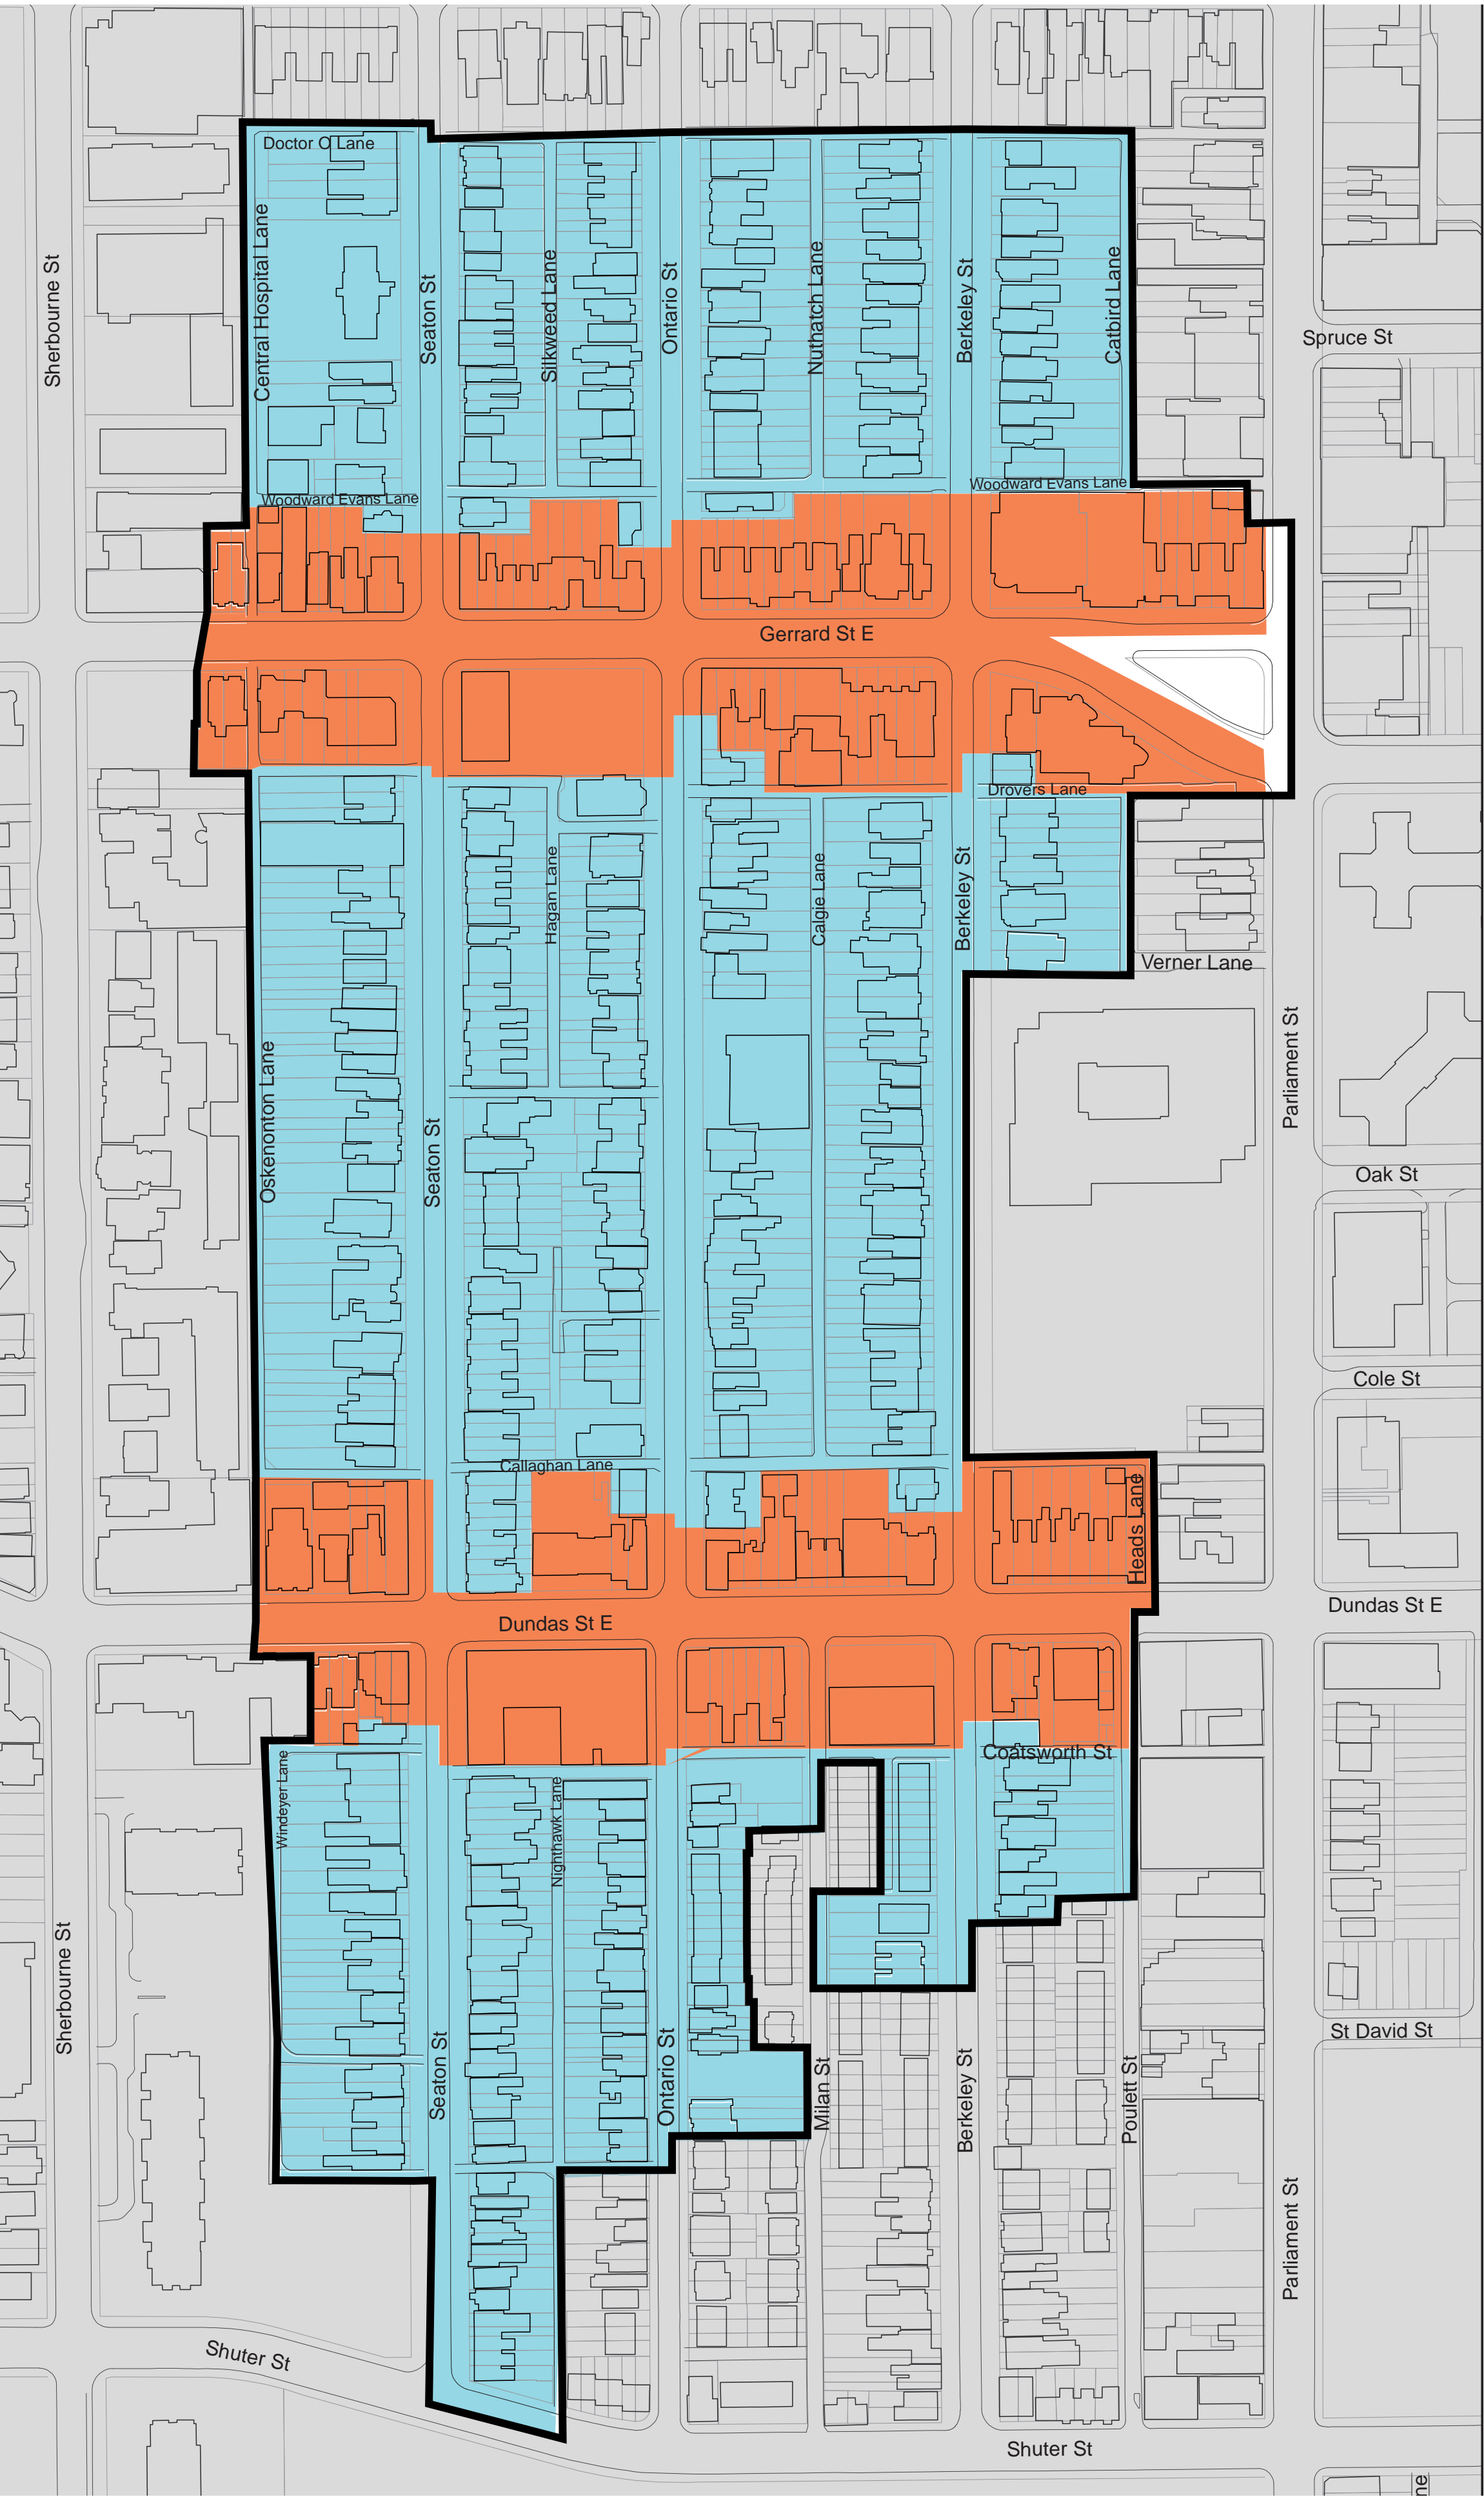 Doctor O Lane
Central Hospital Lane
Sherbourne St
Seaton St
Silkweed Lane
Ontario St
Nuthatch Lane
Berkeley St
Catbird Lane
Spruce St
Woodward Evans Lane
Woodward Evans Lane
Gerrard St E
Drovers Lane
Hagan Lane
Calgie Lane
Berkeley St
Verner Lane
Oskenonton Lane
Seaton St
Parliament St
Oak St
Cole St
Callaghan Lane
Heads Lane
Dundas St E
Dundas St E
Coatsworth St
Windeyer Lane
Nighthawk Lane
Sherbourne St
Seaton St
Ontario St
Milan St
Berkeley St
Poulett St
St David St
Parliament St
Shuter St
Shuter St